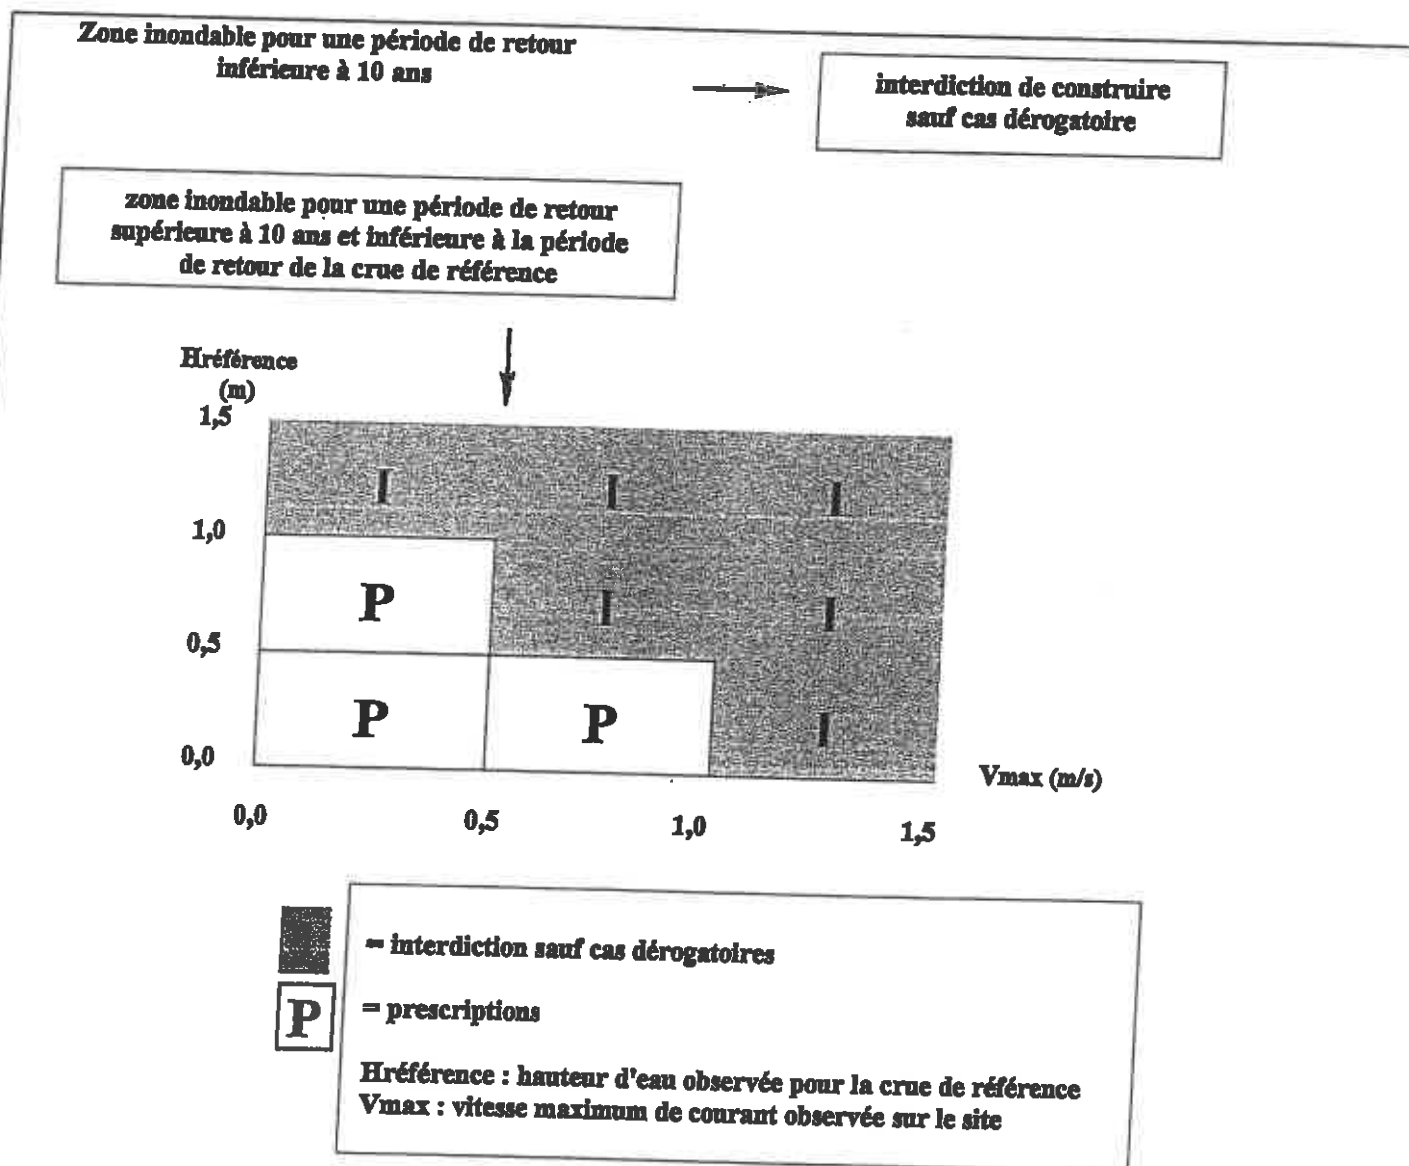 Zone inondable pour une période de retour
inférieure à 10 ans
interdiction de construire
sauf cas dérogatoire
zone inondable pour une période de retour
supérieure à 10 ans et inférieure à la période
de retour de la crue de référence
Hréférence
(m)
1,5
I I I
1,0
P I I
0,5
P P I
0,0
Vmax (m/s)
0,0 0,5 1,0 1,5
= interdiction sauf cas dérogatoires
P = prescriptions
Hréférence : hauteur d'eau observée pour la crue de référence
Vmax : vitesse maximum de courant observée sur le site